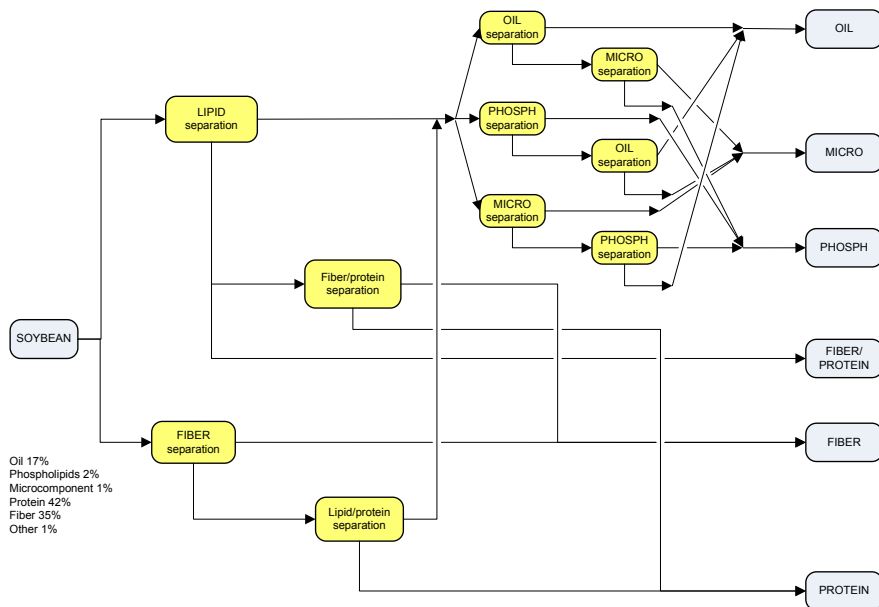 OIL
separation
OIL
MICRO
separation
LIPID
separation
PHOSPH
separation
OIL
separation
MICRO
MICRO
separation
PHOSPH
separation
PHOSPH
Fiber/protein
separation
SOYBEAN
FIBER/
PROTEIN
FIBER
separation
FIBER
Oil 17%
Phospholipids 2%
Microcomponent 1%
Protein 42%
Fiber 35%
Other 1%
Lipid/protein
separation
PROTEIN